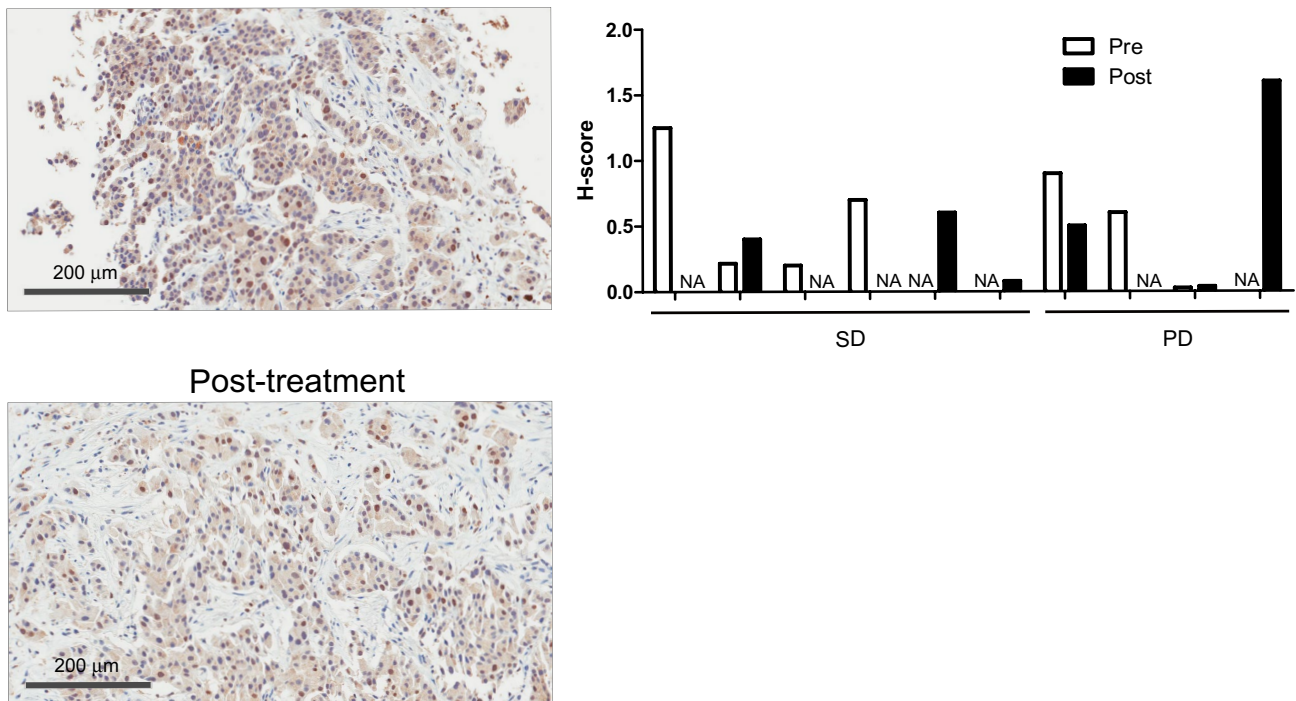 200 μm
Post-treatment
200 μm
2.0
1.5
1.0
0.5
0.0
H-score
Pre
Post
NA NA NA NA NA NA NA
SD PD